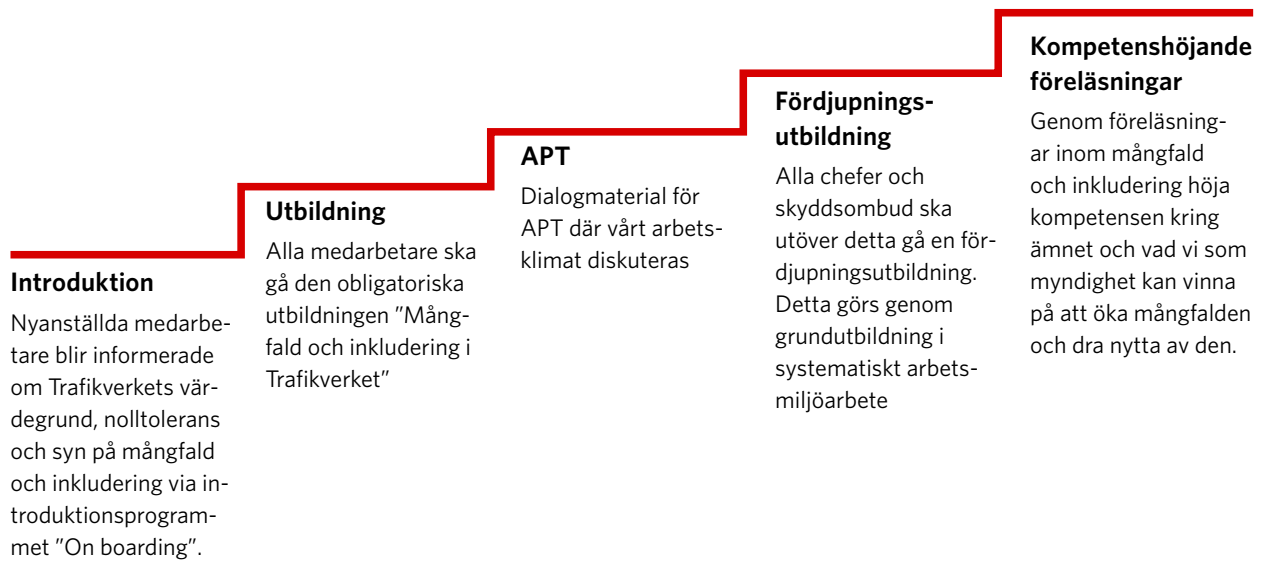 Introduktion
Nyanställda medarbe-
tare blir informerade
om Trafikverkets vär-
degrund, nolltolerans
och syn på mångfald
och inkludering via in-
troduktionsprogram-
met ”On boarding”.
Utbildning
Alla medarbetare ska
gå den obligatoriska
utbildningen ”Mång-
fald och inkludering i
Trafikverket”
APT
Dialogmaterial för
APT där vårt arbets-
klimat diskuteras
Fördjupnings-
utbildning
Alla chefer och
skyddsombud ska
utöver detta gå en för-
djupningsutbildning.
Detta görs genom
grundutbildning i
systematiskt arbets-
miljöarbete
Kompetenshöjande
föreläsningar
Genom föreläsning-
ar inom mångfald
och inkludering höja
kompetensen kring
ämnet och vad vi som
myndighet kan vinna
på att öka mångfalden
och dra nytta av den.